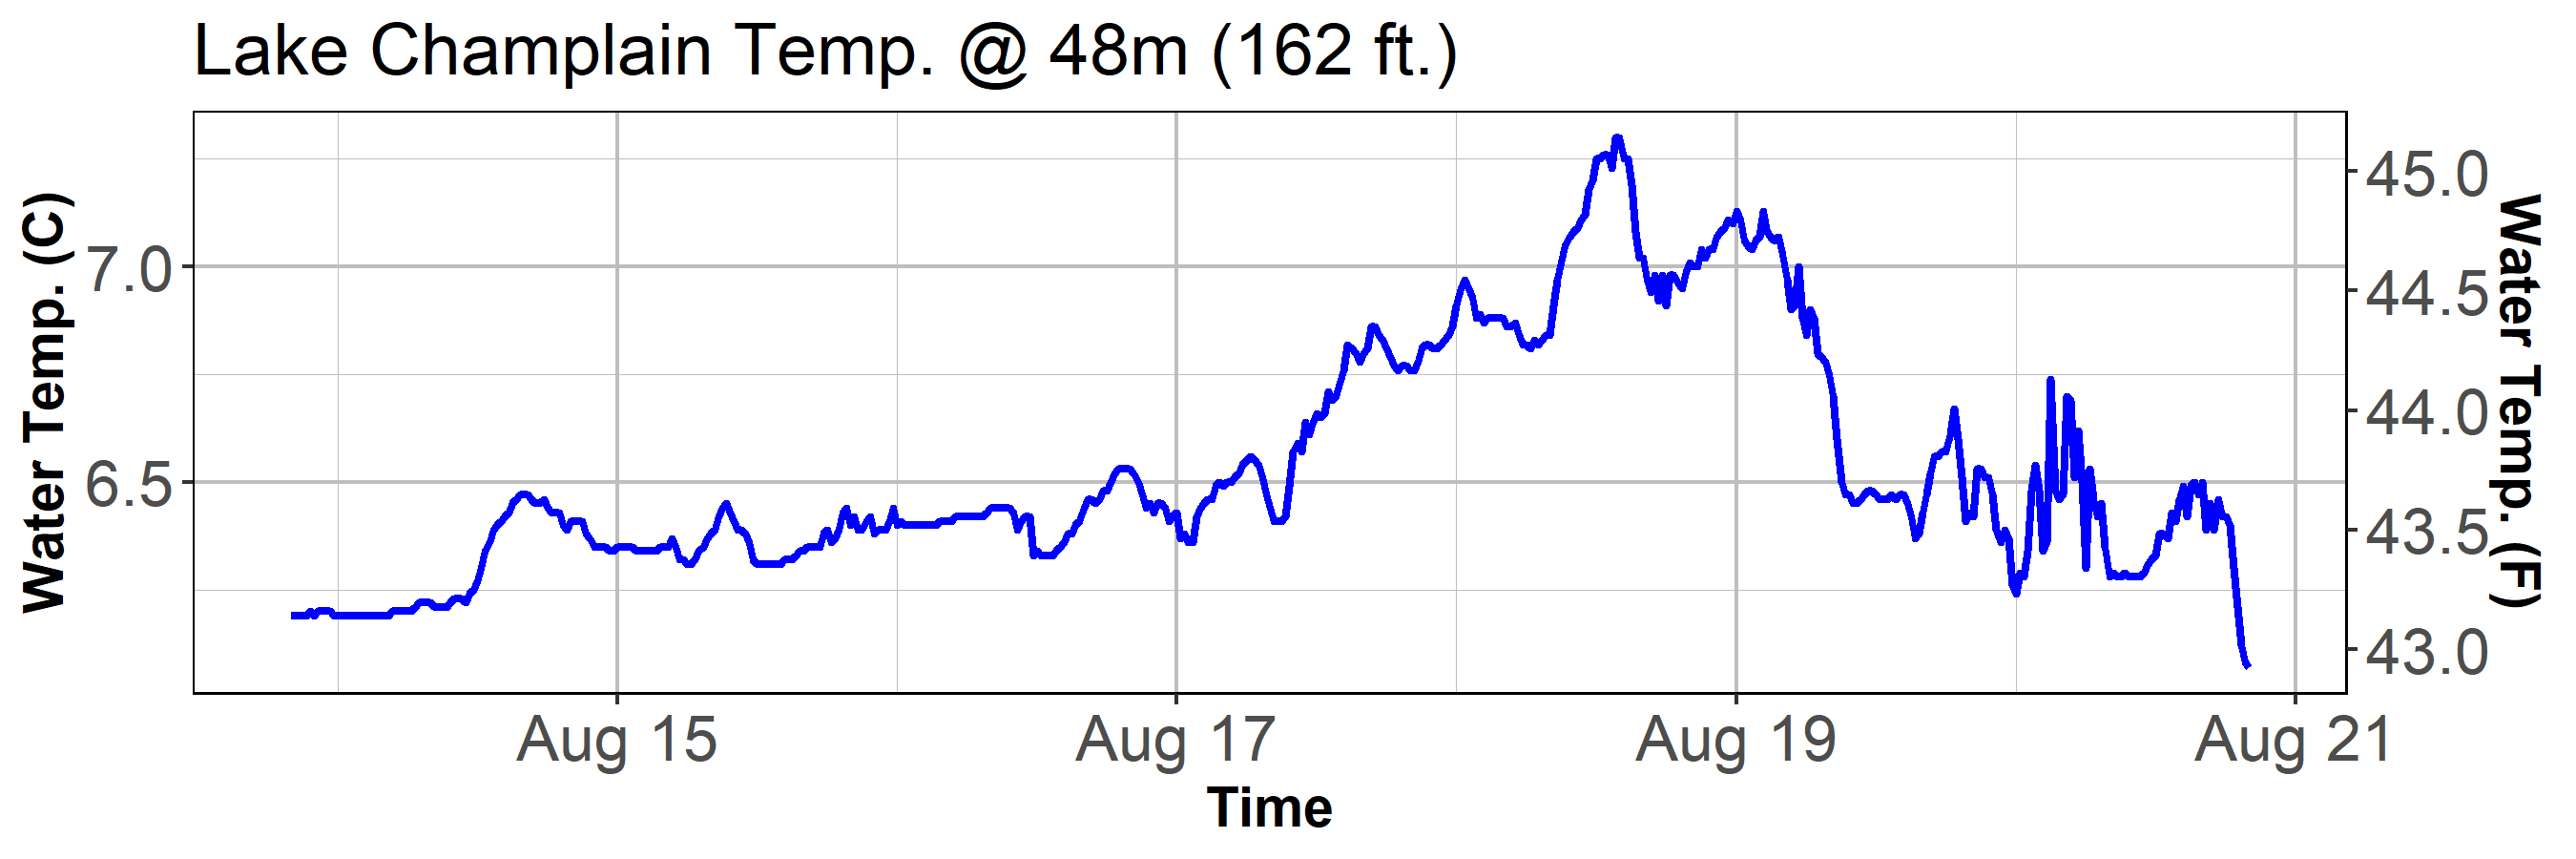 Lake Champlain Temp. @ 48m (162 ft.)
Water Temp. (C)
7.0
6.5
45.0
44.5
44.0
43.5
43.0
Water Temp. (F)
Aug 15
Aug 17
Aug 19
Aug 21
Time